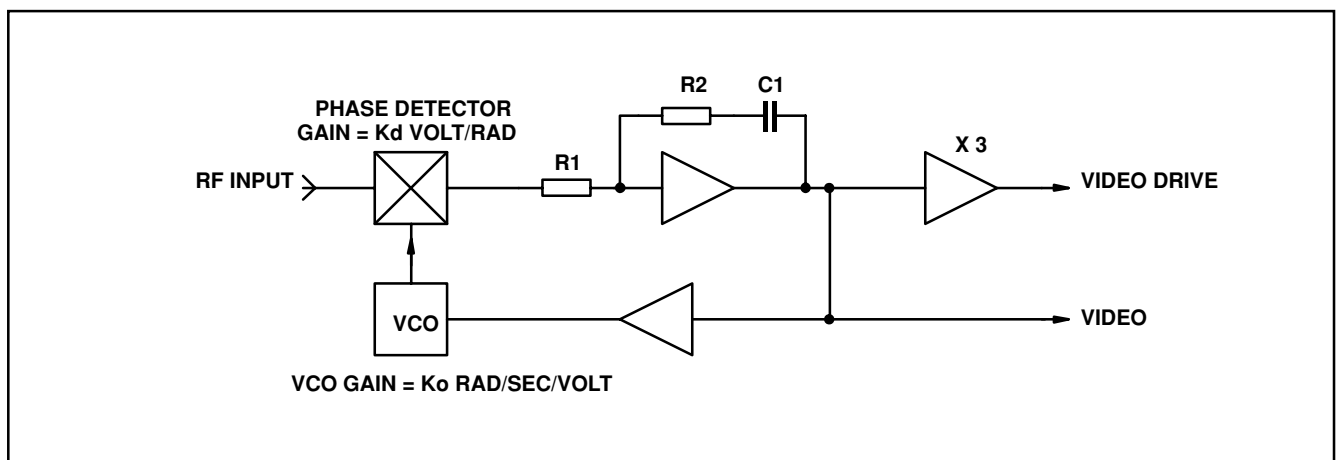 R2
C1
PHASE DETECTOR
GAIN = Kd VOLT/RAD
R1
X 3
RF INPUT
VIDEO DRIVE
VCO
VIDEO
VCO GAIN = Ko RAD/SEC/VOLT